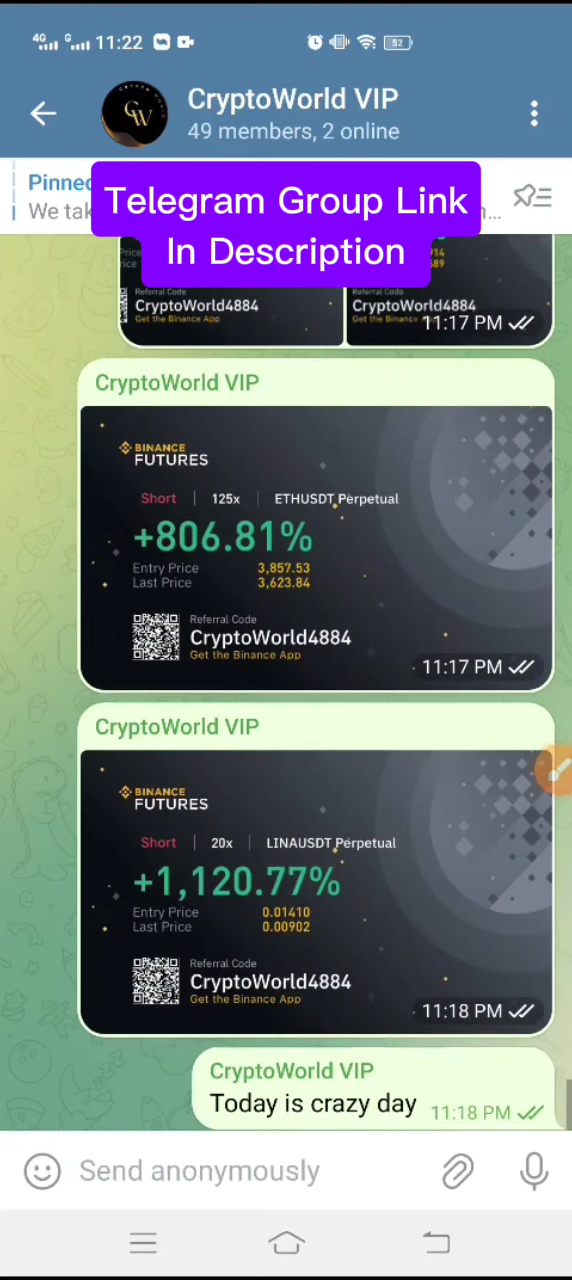 4G G 11:22 52
CryptoWorld VIP
49 members, 2 online
Pinned
We tak
Telegram Group Link
In Description
Referral Code
CryptoWorld4884
Get the Binance App
Referral Code
CryptoWorld4884
Get the Binance App
11:17 PM
CryptoWorld VIP
BINANCE
FUTURES
Short | 125x | ETHUSDT Perpetual
+806.81%
Entry Price 3,857.53
Last Price 3,623.84
Referral Code
CryptoWorld4884
Get the Binance App
11:17 PM
CryptoWorld VIP
BINANCE
FUTURES
Short | 20x | LINAUSDT Perpetual
+1,120.77%
Entry Price 0.01410
Last Price 0.00902
Referral Code
CryptoWorld4884
Get the Binance App
11:18 PM
CryptoWorld VIP
Today is crazy day 11:18 PM
Send anonymously